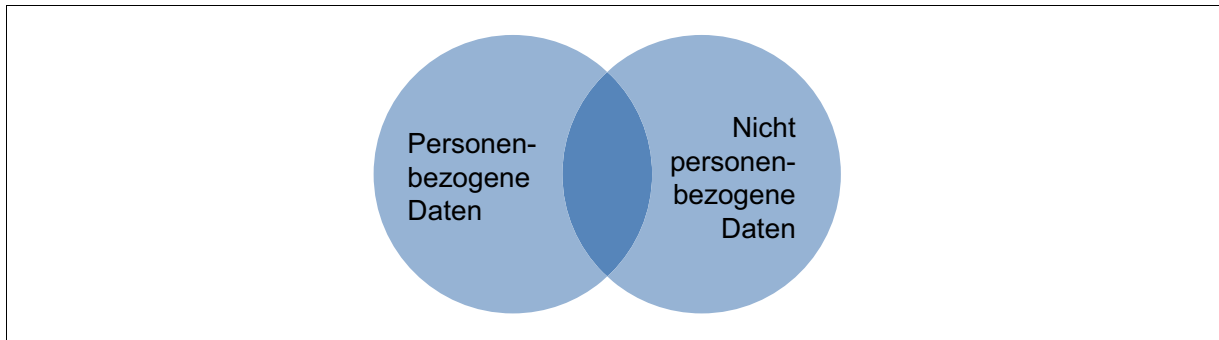 Personen-
bezogene
Daten
Nicht
personen-
bezogene
Daten